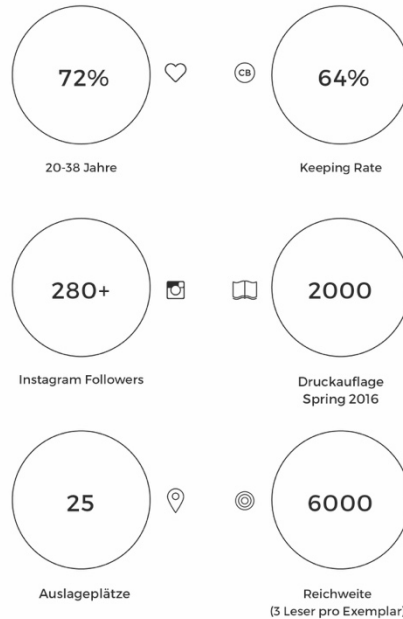 72%
CB
64%
20-38 Jahre
Keeping Rate
280+
2000
Instagram Followers
Druckauflage
Spring 2016
25
6000
Auslageplätze
Reichweite
(3 Leser pro Exemplar)